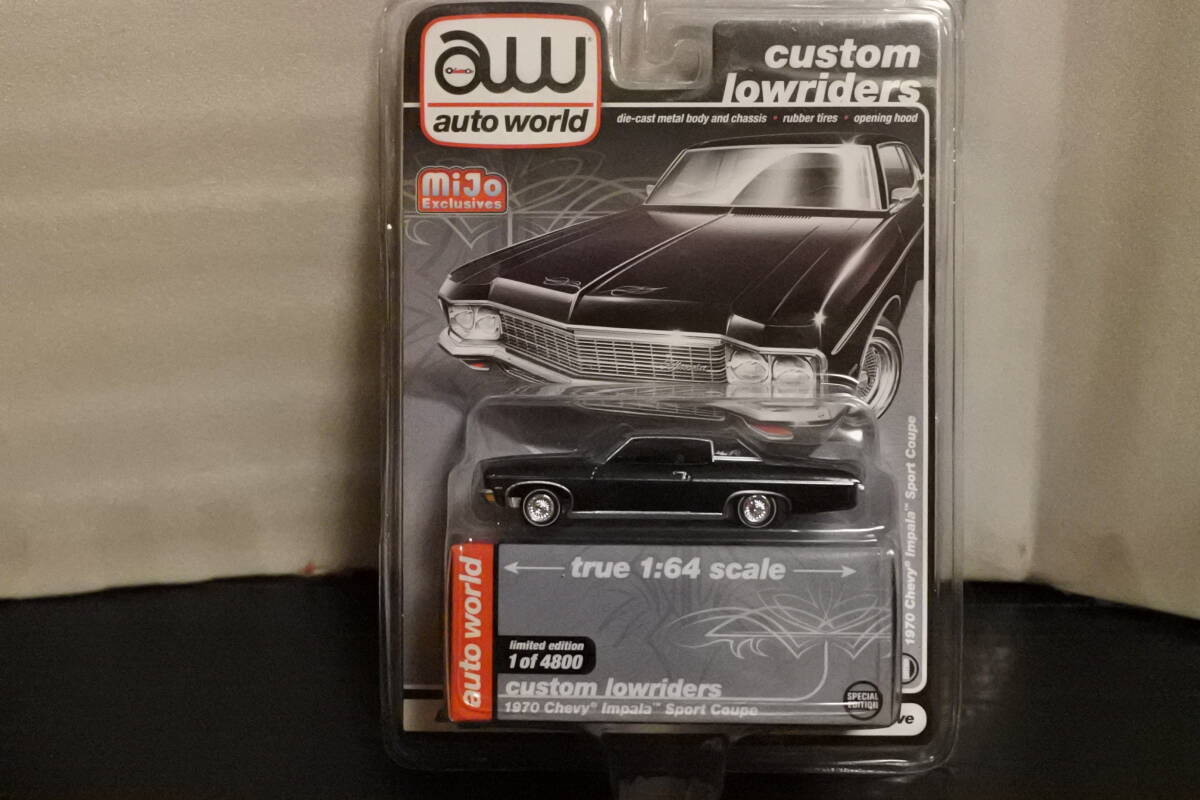 aw®
auto world
custom
lowriders
die-cast metal body and chassis • rubber tires • opening hood
MiJo
Exclusives
1970 Chevy® Impala™ Sport Coupe
true 1:64 scale
auto world
limited edition
1 of 4800
custom lowriders
1970 Chevy® Impala™ Sport Coupe
SPECIAL
EDITION